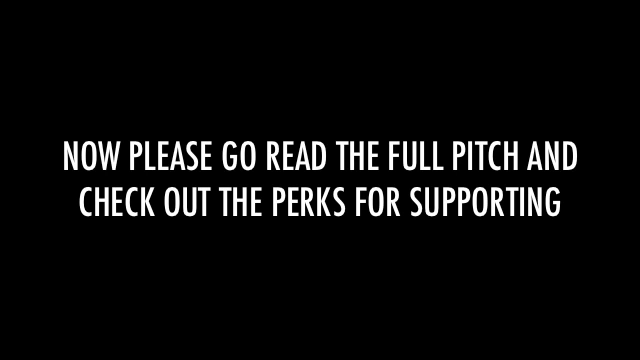 NOW PLEASE GO READ THE FULL PITCH AND
CHECK OUT THE PERKS FOR SUPPORTING